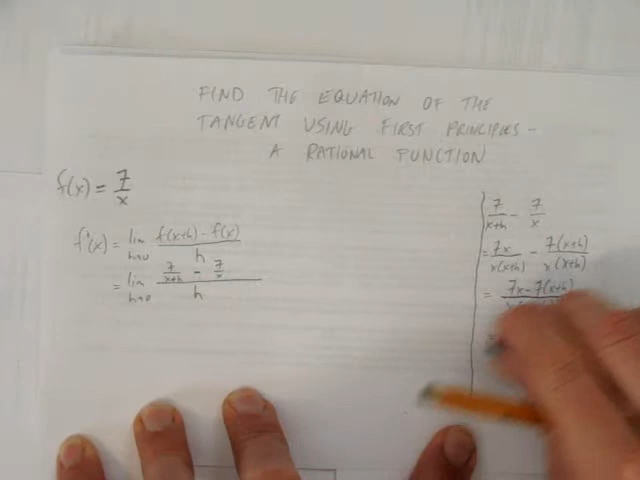 FIND THE EQUATION OF THE
TANGENT USING FIRST PRINCIPLES -
A RATIONAL FUNCTION
f(x) = 7/x
f'(x) = lim h→0 (f(x+h) - f(x))/h
= lim h→0 (7/(x+h) - 7/x)/h
7/(x+h) - 7/x
= 7x/(x(x+h)) - 7(x+h)/(x(x+h))
= 7x-7(x+h)
=